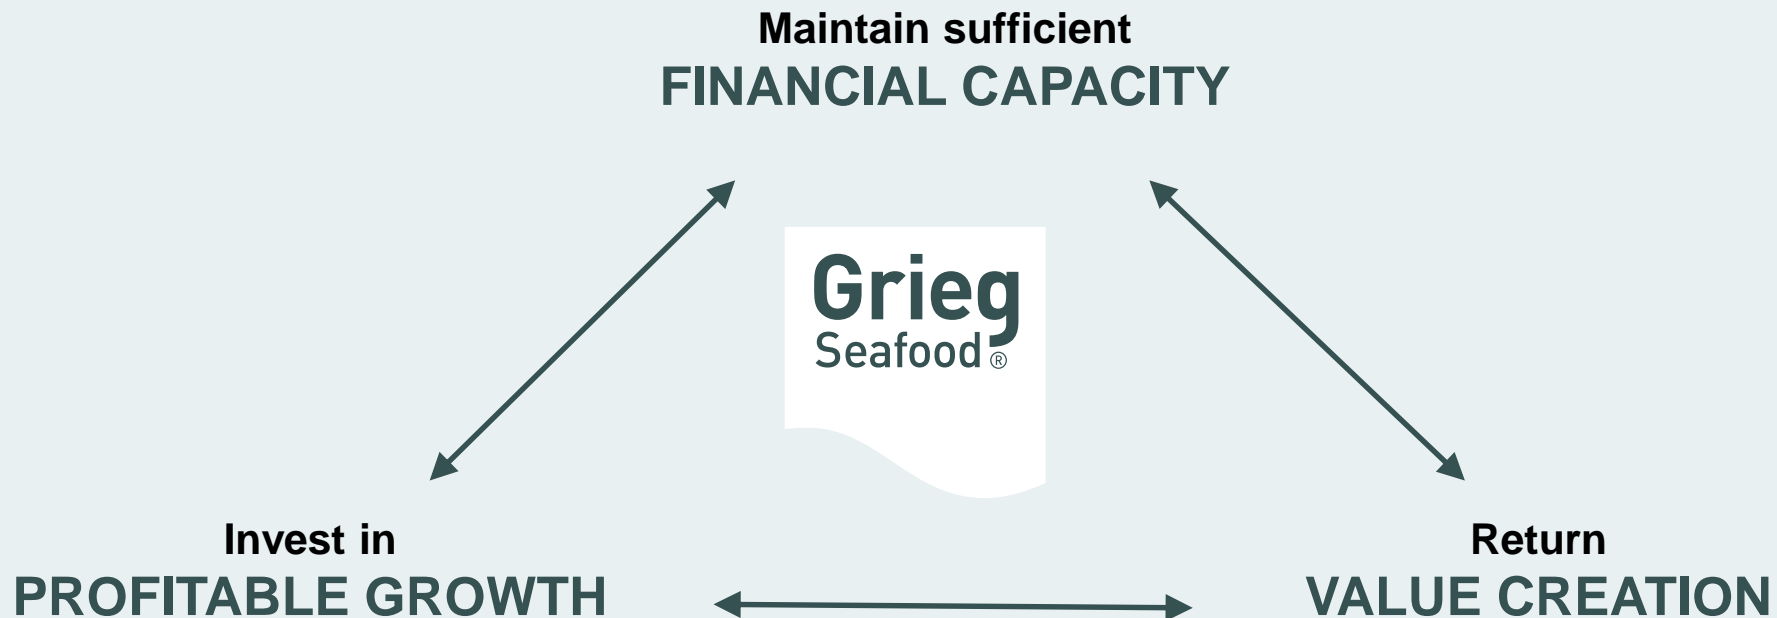 Maintain sufficient
FINANCIAL CAPACITY
Grieg
Seafood®
Invest in
PROFITABLE GROWTH
Return
VALUE CREATION